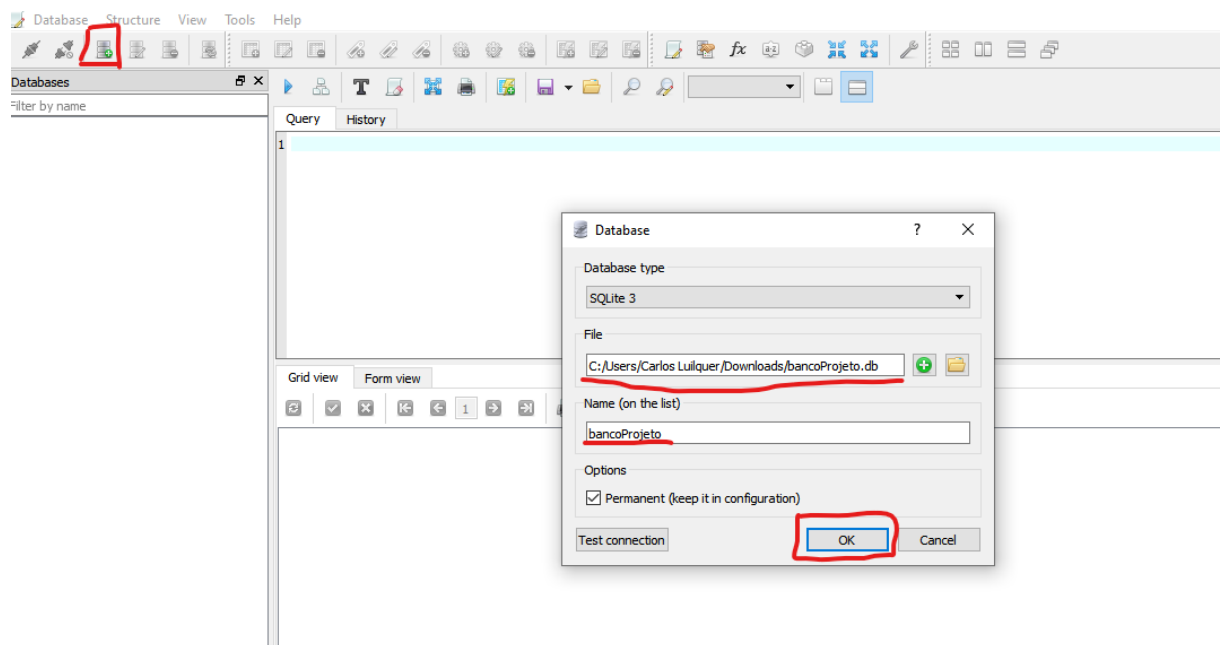 Database Structure View Tools Help
Databases
Filter by name
Query History
1
Database ? X
Database type
SQLite 3
File
C:/Users/Carlos Luilquer/Downloads/bancoProjeto.db
Name (on the list)
bancoProjeto
Options
Permanent (keep it in configuration)
Test connection OK Cancel
Grid view Form view
1